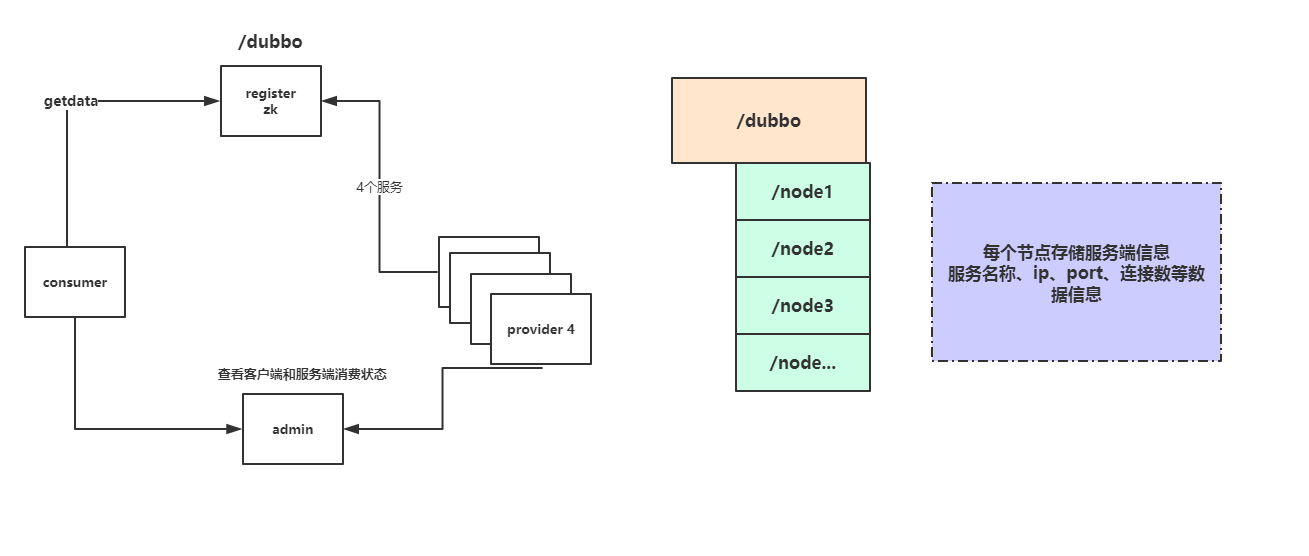 /dubbo
register
zk
getdata
4个服务
consumer
provider 4
查看客户端和服务端消费状态
admin
/dubbo
/node1
/node2
/node3
/node...
每个节点存储服务端信息
服务名称、ip、port、连接数等数
据信息